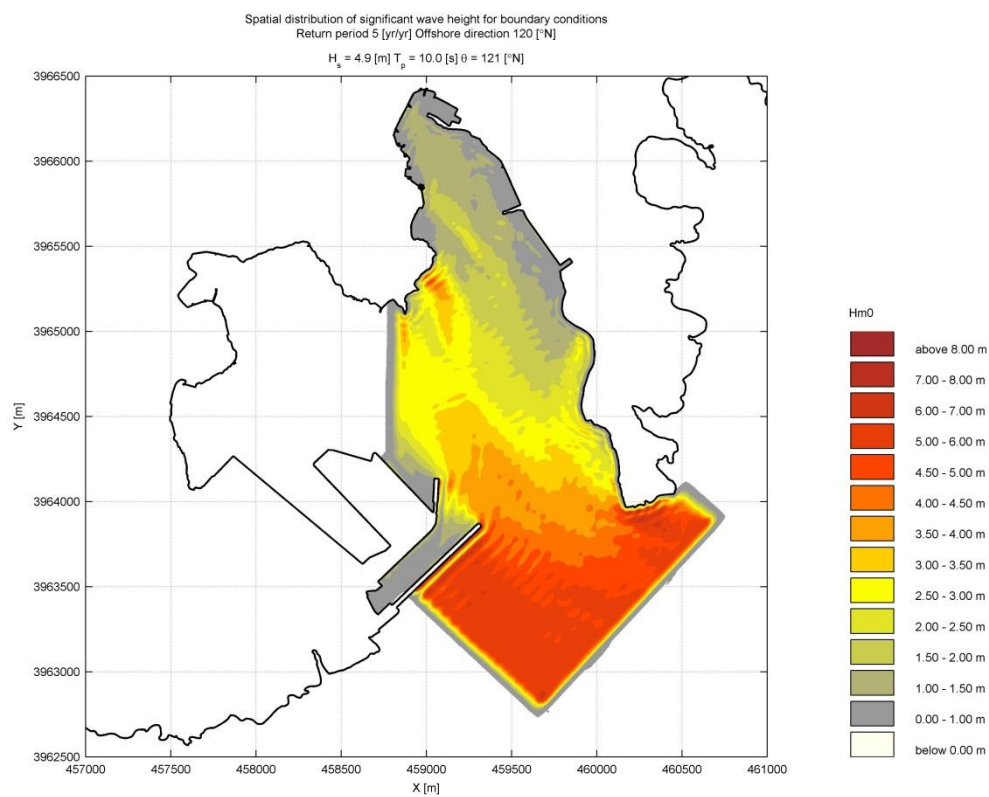 Spatial distribution of significant wave height for boundary conditions
Return period 5 [yr/yr] Offshore direction 120 [°N]
H_s = 4.9 [m] T_p = 10.0 [s] θ = 121 [°N]
3966500
3966000
3965500
3965000
3964500
3964000
3963500
3963000
3962500
Y [m]
457000 457500 458000 458500 459000 459500 460000 460500 461000
X [m]
Hm0
above 8.00 m
7.00 - 8.00 m
6.00 - 7.00 m
5.00 - 6.00 m
4.50 - 5.00 m
4.00 - 4.50 m
3.50 - 4.00 m
3.00 - 3.50 m
2.50 - 3.00 m
2.00 - 2.50 m
1.50 - 2.00 m
1.00 - 1.50 m
0.00 - 1.00 m
below 0.00 m